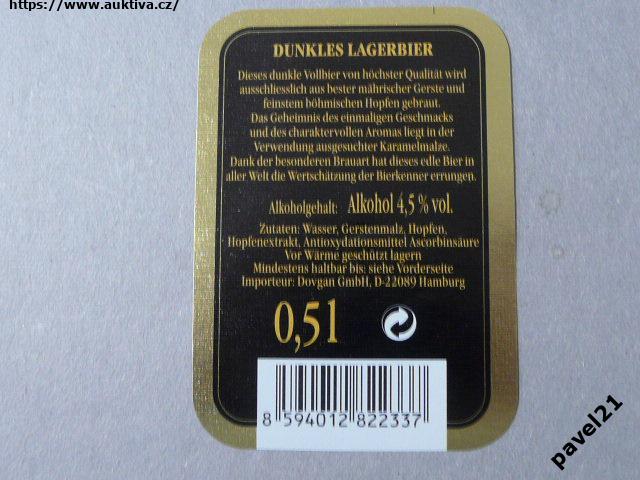 https://www.auktiva.cz/
DUNKLES LAGERBIER
Dieses dunkle Vollbier von höchster Qualität wird
ausschliesslich aus bester mährischer Gerste und
feinstem böhmischen Hopfen gebraut.
Das Geheimnis des einmaligen Geschmacks
und des charaktervollen Aromas liegt in der
Verwendung ausgesuchter Karamelmalze.
Dank der besonderen Brauart hat dieses edle Bier in
aller Welt die Wertschätzung der Bierkenner errungen.
Alkoholgehalt: Alkohol 4,5 % vol.
Zutaten: Wasser, Gerstenmalz, Hopfen,
Hopfenextrakt, Antioxydationsmittel Ascorbinsäure
Vor Wärme geschützt lagern
Mindestens haltbar bis: siehe Vorderseite
Importeur: Dovgan GmbH, D-22089 Hamburg
0,5 l
8 594012 822337
pavel21